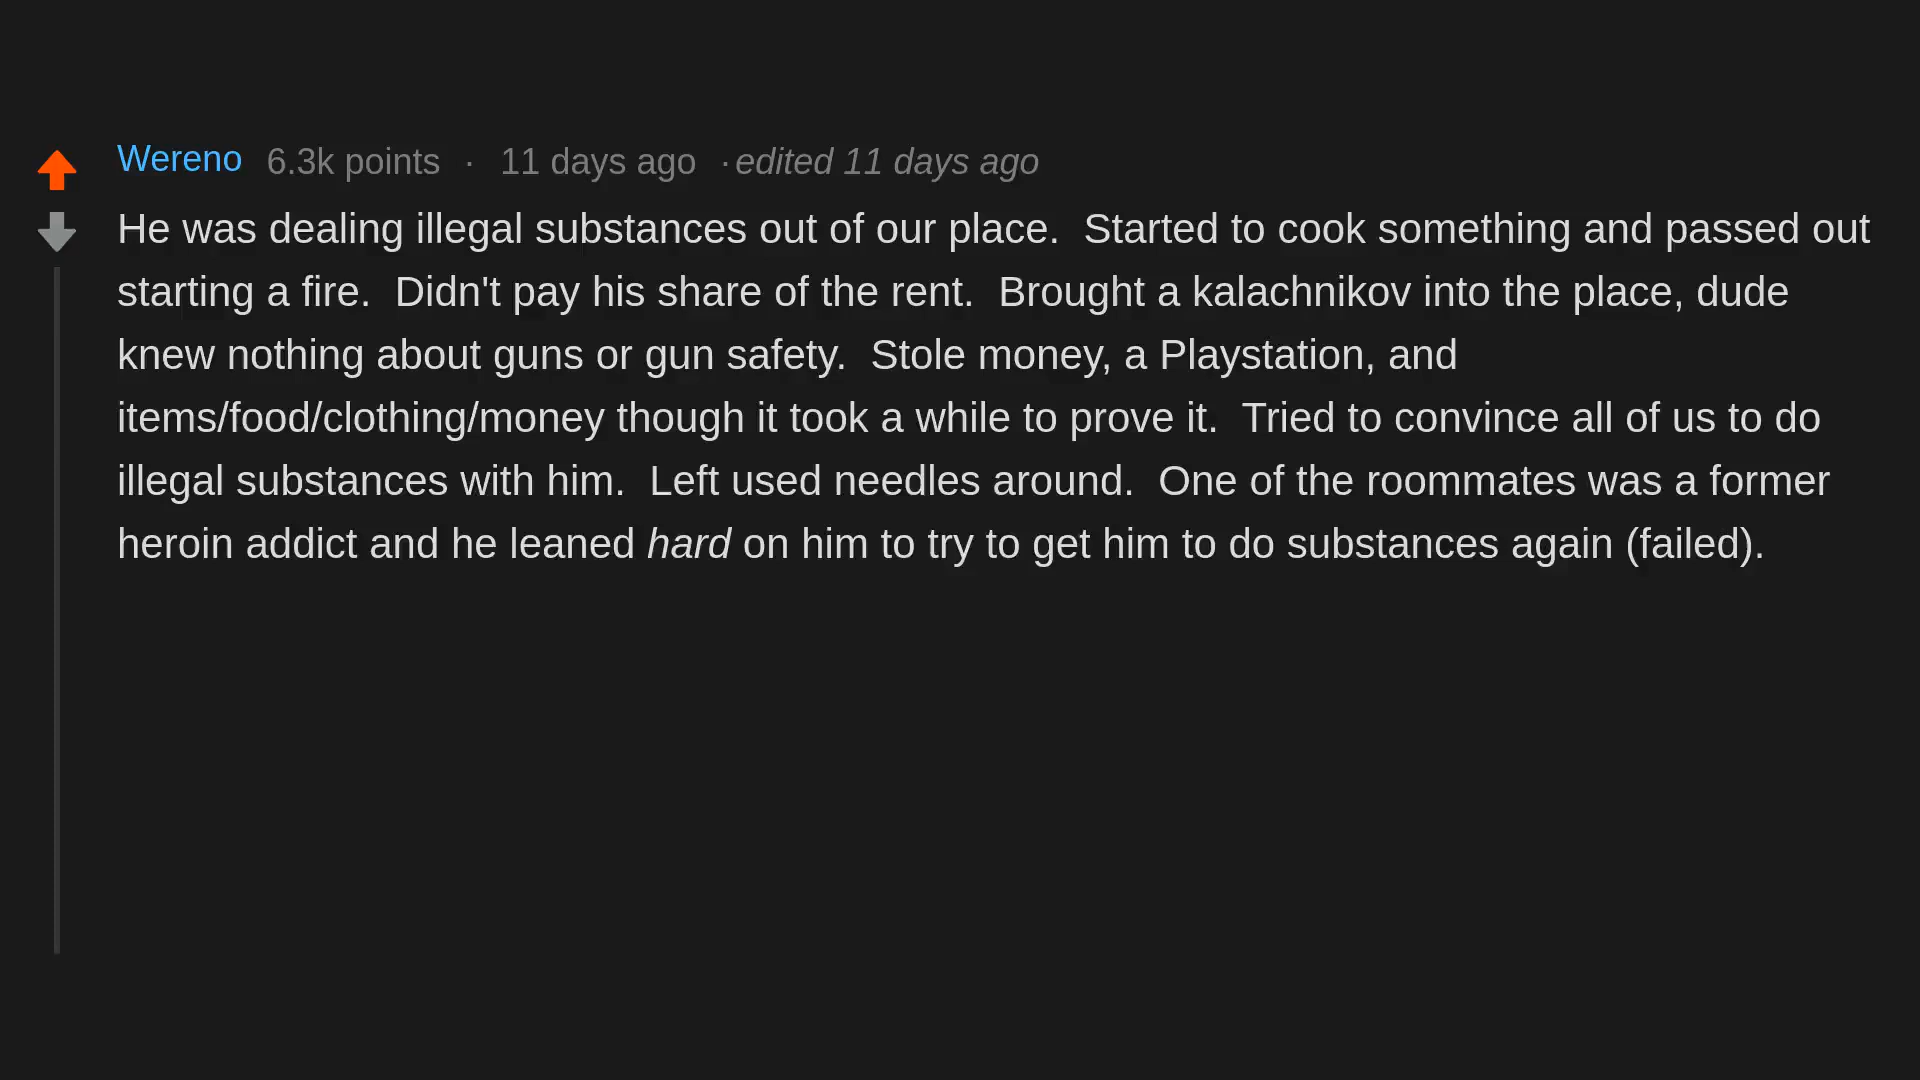 Wereno 6.3k points · 11 days ago · edited 11 days ago
He was dealing illegal substances out of our place.  Started to cook something and passed out
starting a fire.  Didn't pay his share of the rent.  Brought a kalachnikov into the place, dude
knew nothing about guns or gun safety.  Stole money, a Playstation, and
items/food/clothing/money though it took a while to prove it.  Tried to convince all of us to do
illegal substances with him.  Left used needles around.  One of the roommates was a former
heroin addict and he leaned hard on him to try to get him to do substances again (failed).